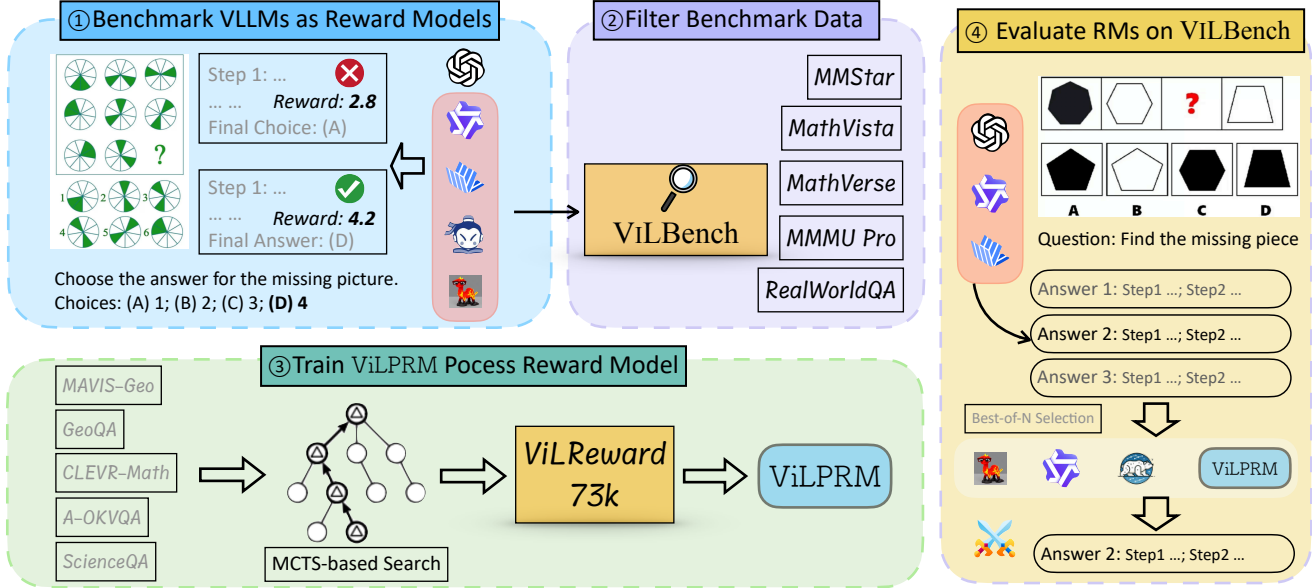 ①Benchmark VLLMs as Reward Models
Step 1: ...
... ...
Reward: 2.8
Final Choice: (A)
?
1 2 3
4 5 6
Step 1: ...
... ...
Reward: 4.2
Final Answer: (D)
Choose the answer for the missing picture.
Choices: (A) 1; (B) 2; (C) 3; (D) 4
②Filter Benchmark Data
VILBench
MMStar
MathVista
MathVerse
MMMU Pro
RealWorldQA
③Train ViLPRM Pocess Reward Model
MAVIS-Geo
GeoQA
CLEVR-Math
A-OKVQA
ScienceQA
MCTS-based Search
ViLReward
73k
ViLPRM
④ Evaluate RMs on VILBench
?
A B C D
Question: Find the missing piece
Answer 1: Step1 ...; Step2 ...
Answer 2: Step1 ...; Step2 ...
Answer 3: Step1 ...; Step2 ...
Best-of-N Selection
ViLPRM
Answer 2: Step1 ...; Step2 ...